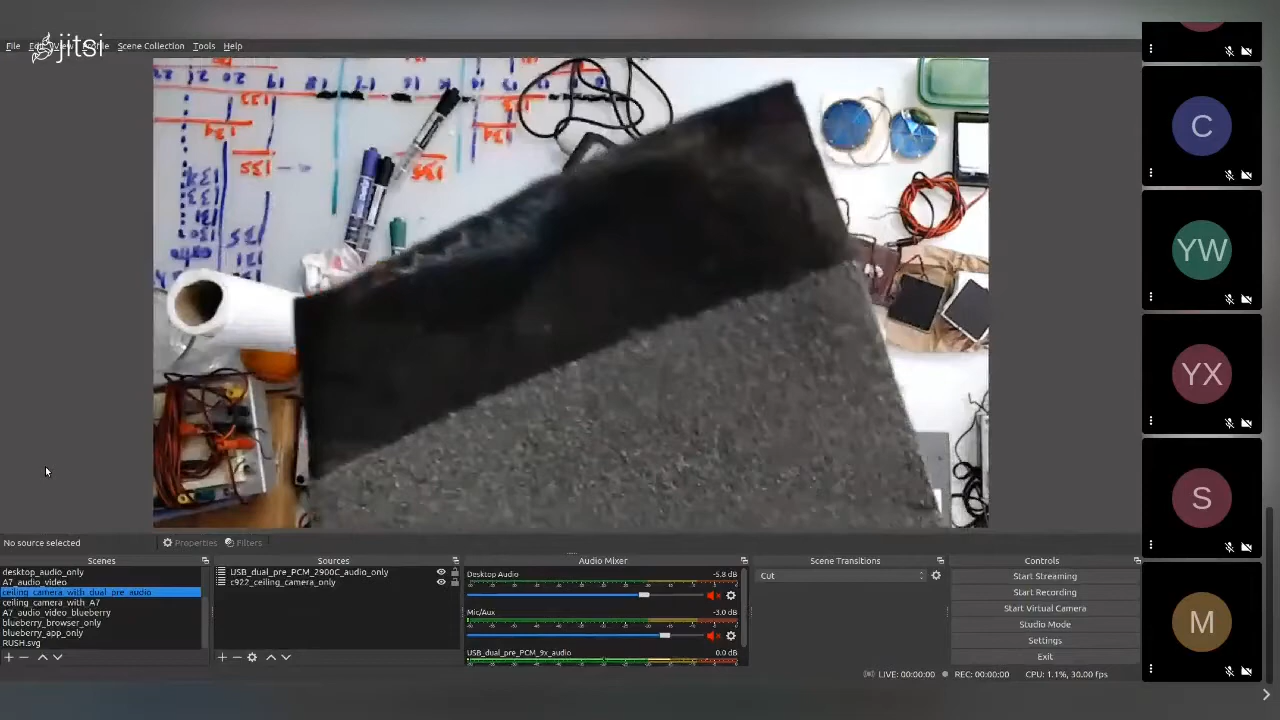 jitsi
File
Scene Collection
Tools
Help
C
YW
YX
S
M
No source selected
Properties
Filters
Scenes
Sources
Audio Mixer
Scene Transitions
Controls
desktop_audio_only
A7_audio_video
ceiling_camera_with_dual_pre_audio
ceiling_camera_with_A7
A7_audio_video_blueberry
blueberry_browser_only
blueberry_app_only
RUSH.svg
USB_dual_pre_PCM_2900C_audio_only
c922_ceiling_camera_only
Desktop Audio
-5.8 dB
Mic/Aux
-3.0 dB
USB_dual_pre_PCM_9x_audio
0.0 dB
Cut
Start Streaming
Start Recording
Start Virtual Camera
Studio Mode
Settings
Exit
LIVE: 00:00:00
REC: 00:00:00
CPU: 1.1%, 30.00 fps